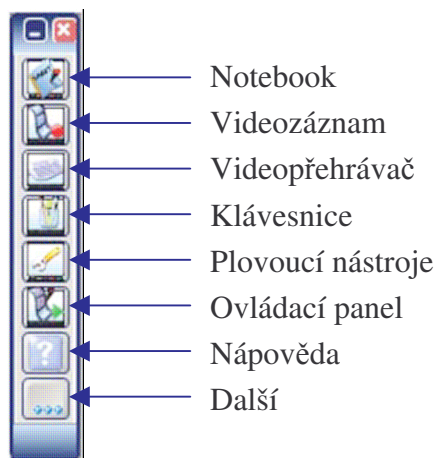 Notebook
Videozáznam
Videopřehrávač
Klávesnice
Plovoucí nástroje
Ovládací panel
Nápověda
Další